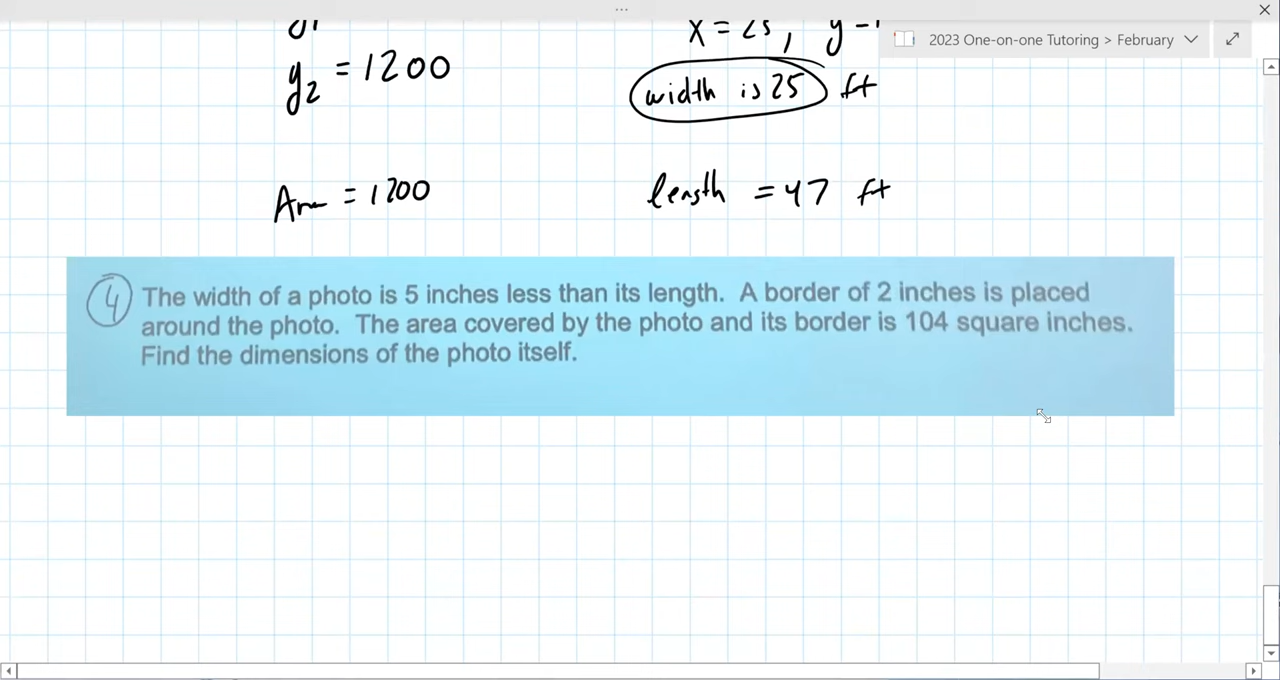 2023 One-on-one Tutoring > February
y2 = 1200
x = 25, y =
width is 25 ft
Area = 1200
length = 47 ft
4 The width of a photo is 5 inches less than its length. A border of 2 inches is placed
around the photo. The area covered by the photo and its border is 104 square inches.
Find the dimensions of the photo itself.